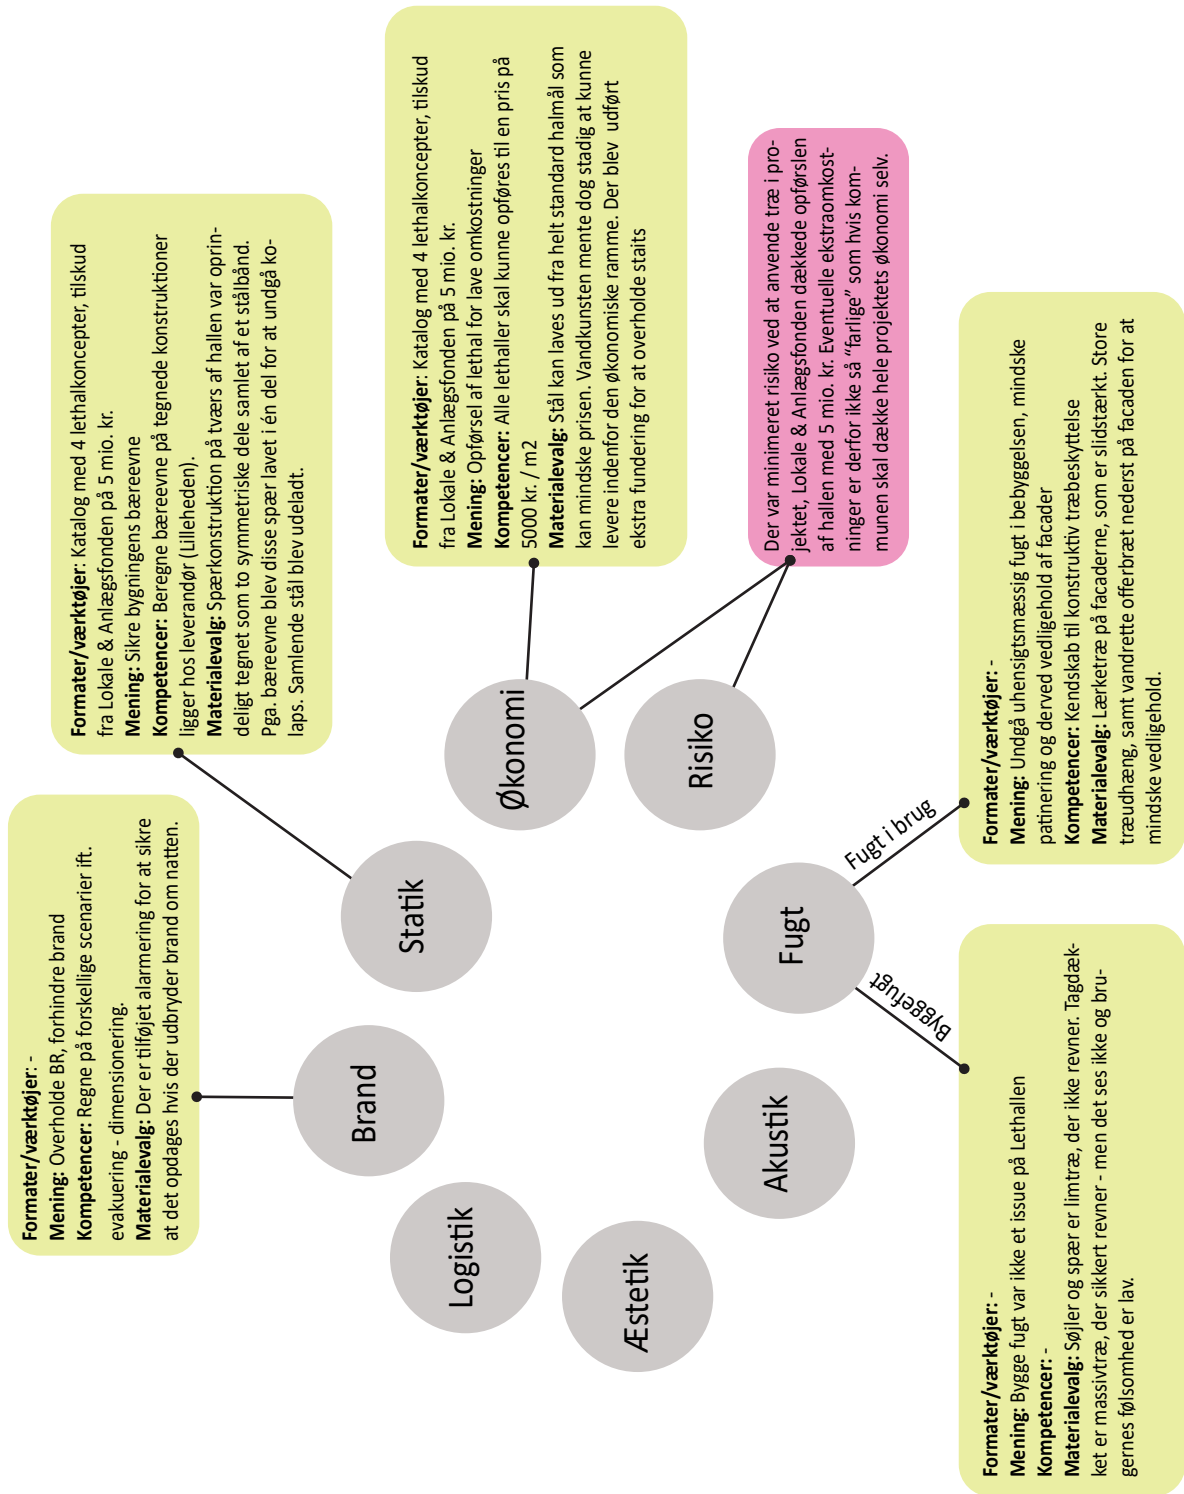 Formater/værktøjer: -
Mening: Overholde BR, forhindre brand
Kompetencer: Regne på forskellige scenarier ift.
evakuering - dimensionering.
Materialevalg: Der er tilføjet alarmering for at sikre
at det opdages hvis der udbryder brand om natten.
Formater/værktøjer: Katalog med 4 lethalkoncepter, tilskud
fra Lokale & Anlægsfonden på 5 mio. kr.
Mening: Sikre bygningens bæreevne
Kompetencer: Beregne bæreevne på tegnede konstruktioner
ligger hos leverandør (Lilleheden).
Materialevalg: Spærkonstruktion på tværs af hallen var oprin-
deligt tegnet som to symmetriske dele samlet af et stålbånd.
Pga. bæreevne blev disse spær lavet i én del for at undgå ko-
laps. Samlende stål blev udeladt.
Formater/værktøjer: Katalog med 4 lethalkoncepter, tilskud
fra Lokale & Anlægsfonden på 5 mio. kr.
Mening: Opførsel af lethal for lave omkostninger
Kompetencer: Alle lethaller skal kunne opføres til en pris på
5000 kr. / m2
Materialevalg: Stål kan laves ud fra helt standard halmål som
kan mindske prisen. Vandkunsten mente dog stadig at kunne
levere indenfor den økonomiske ramme. Der blev udført
ekstra fundering for at overholde staits
Der var minimeret risiko ved at anvende træ i pro-
jektet, Lokale & Anlægsfonden dækkede opførslen
af hallen med 5 mio. kr. Eventuelle ekstraomkost-
ninger er derfor ikke så “farlige” som hvis kom-
munen skal dække hele projektets økonomi selv.
Statik
Brand
Logistik
Æstetik
Akustik
Fugt
Risiko
Økonomi
Byggefugt
Fugt i brug
Formater/værktøjer: -
Mening: Bygge fugt var ikke et issue på Lethallen
Kompetencer: -
Materialevalg: Søjler og spær er limtræ, der ikke revner. Tagdæk-
ket er massivtræ, der sikkert revner - men det ses ikke og bru-
gernes følsomhed er lav.
Formater/værktøjer: -
Mening: Undgå uhensigtsmæssig fugt i bebyggelsen, mindske
patinering og derved vedligehold af facader
Kompetencer: Kendskab til konstruktiv træbeskyttelse
Materialevalg: Lærketræ på facaderne, som er slidstærkt. Store
træudhæng, samt vandrette offerbræt nederst på facaden for at
mindske vedligehold.